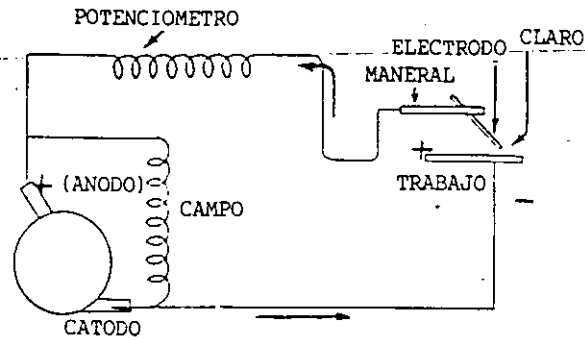 POTENCIOMETRO
ELECTRODO CLARO
MANERAL
+
TRABAJO
-
+ (ANODO)
CAMPO
CATODO